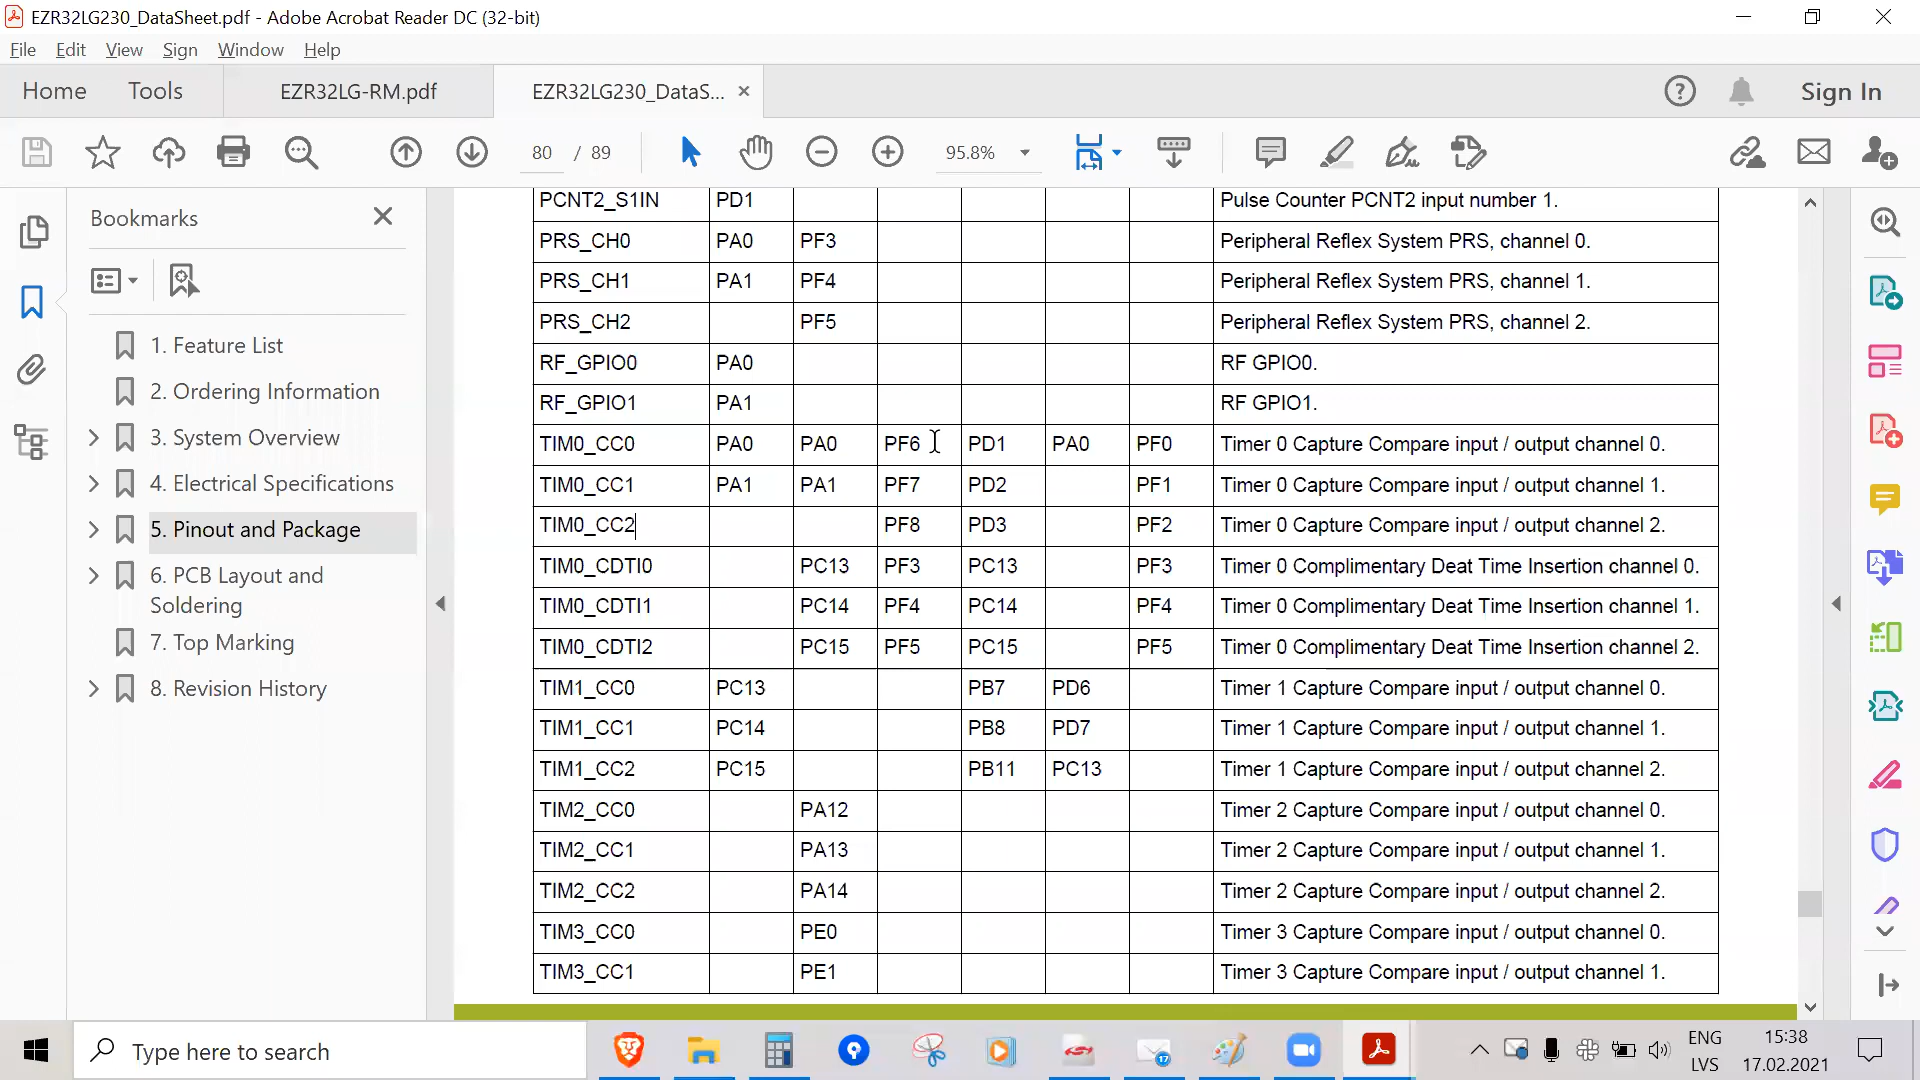 EZR32LG230_DataSheet.pdf - Adobe Acrobat Reader DC (32-bit)
File Edit View Sign Window Help
Home Tools EZR32LG-RM.pdf EZR32LG230_DataS... Sign In
80 / 89 95.8%
Bookmarks
1. Feature List
2. Ordering Information
3. System Overview
4. Electrical Specifications
5. Pinout and Package
6. PCB Layout and
Soldering
7. Top Marking
8. Revision History
PCNT2_S1IN PD1 Pulse Counter PCNT2 input number 1.
PRS_CH0 PA0 PF3 Peripheral Reflex System PRS, channel 0.
PRS_CH1 PA1 PF4 Peripheral Reflex System PRS, channel 1.
PRS_CH2 PF5 Peripheral Reflex System PRS, channel 2.
RF_GPIO0 PA0 RF GPIO0.
RF_GPIO1 PA1 RF GPIO1.
TIM0_CC0 PA0 PA0 PF6 PD1 PA0 PF0 Timer 0 Capture Compare input / output channel 0.
TIM0_CC1 PA1 PA1 PF7 PD2 PF1 Timer 0 Capture Compare input / output channel 1.
TIM0_CC2 PF8 PD3 PF2 Timer 0 Capture Compare input / output channel 2.
TIM0_CDTI0 PC13 PF3 PC13 PF3 Timer 0 Complimentary Deat Time Insertion channel 0.
TIM0_CDTI1 PC14 PF4 PC14 PF4 Timer 0 Complimentary Deat Time Insertion channel 1.
TIM0_CDTI2 PC15 PF5 PC15 PF5 Timer 0 Complimentary Deat Time Insertion channel 2.
TIM1_CC0 PC13 PB7 PD6 Timer 1 Capture Compare input / output channel 0.
TIM1_CC1 PC14 PB8 PD7 Timer 1 Capture Compare input / output channel 1.
TIM1_CC2 PC15 PB11 PC13 Timer 1 Capture Compare input / output channel 2.
TIM2_CC0 PA12 Timer 2 Capture Compare input / output channel 0.
TIM2_CC1 PA13 Timer 2 Capture Compare input / output channel 1.
TIM2_CC2 PA14 Timer 2 Capture Compare input / output channel 2.
TIM3_CC0 PE0 Timer 3 Capture Compare input / output channel 0.
TIM3_CC1 PE1 Timer 3 Capture Compare input / output channel 1.
Type here to search 17 ENG 15:38
LVS 17.02.2021